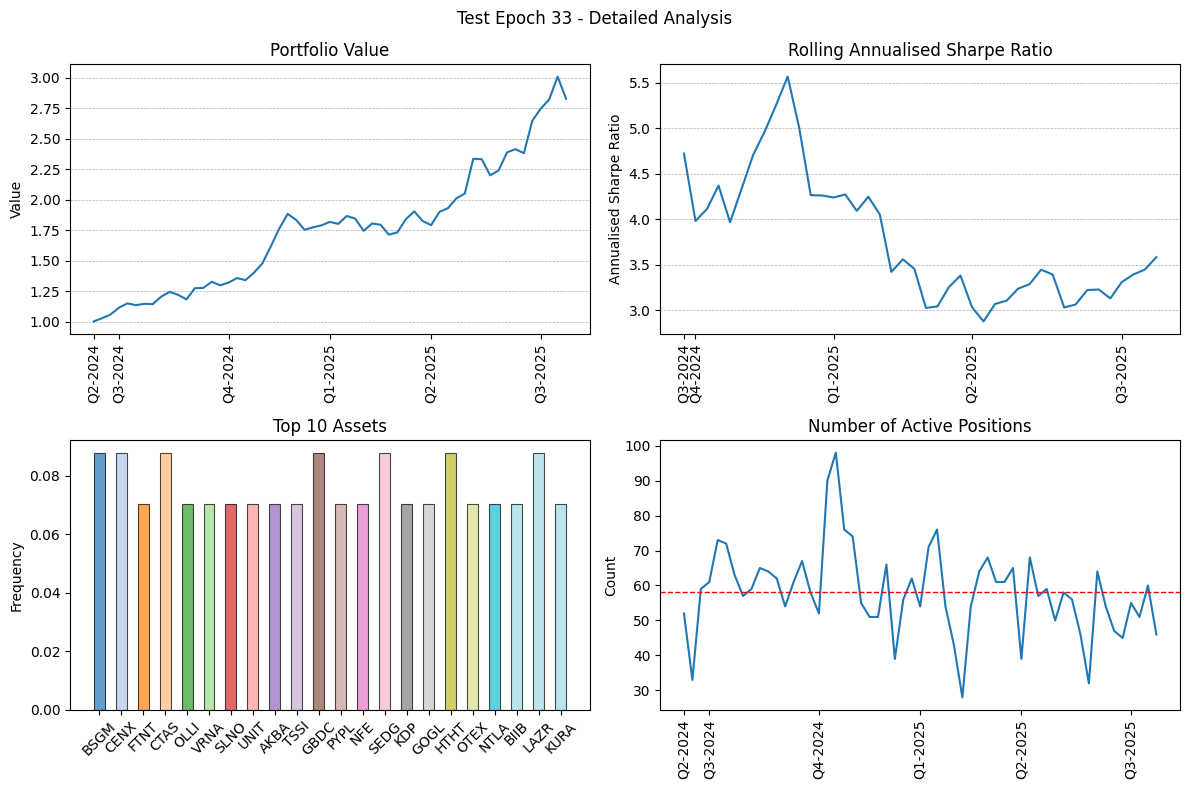 Test Epoch 33 - Detailed Analysis
Portfolio Value
Value
3.00
2.75
2.50
2.25
2.00
1.75
1.50
1.25
1.00
Q2-2024
Q3-2024
Q4-2024
Q1-2025
Q2-2025
Q3-2025
Rolling Annualised Sharpe Ratio
Annualised Sharpe Ratio
5.5
5.0
4.5
4.0
3.5
3.0
Q3-2024
Q4-2024
Q1-2025
Q2-2025
Q3-2025
Top 10 Assets
Frequency
0.08
0.06
0.04
0.02
0.00
BSGM
CENX
FTNT
CTAS
OLLI
VRNA
SLNO
UNIT
AKBA
TSSI
GBDC
PYPL
NFE
SEDG
KDP
GOGL
HTHT
OTEX
NTLA
BIIB
LAZR
KURA
Number of Active Positions
Count
100
90
80
70
60
50
40
30
Q2-2024
Q3-2024
Q4-2024
Q1-2025
Q2-2025
Q3-2025